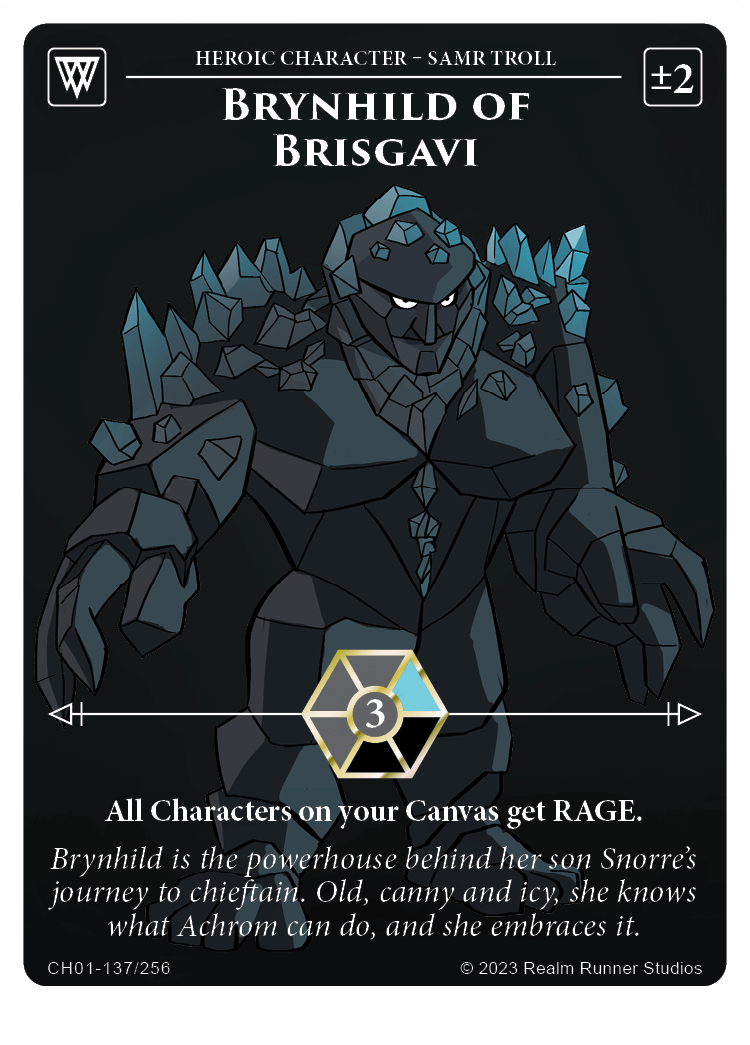 HEROIC CHARACTER – SAMR TROLL
±2
BRYNHILD OF
BRISGAVI
3
All Characters on your Canvas get RAGE.
Brynhild is the powerhouse behind her son Snorre’s
journey to chieftain. Old, canny and icy, she knows
what Achrom can do, and she embraces it.
CH01-137/256
© 2023 Realm Runner Studios